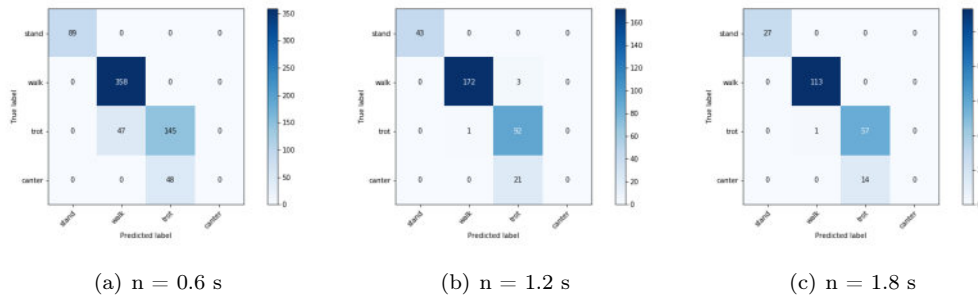 350
300
250
200
150
100
50
0
stand
walk
trot
canter
True label
89 0 0 0
0 358 0 0
0 47 145 0
0 0 48 0
stand walk trot canter
Predicted label
(a) n = 0.6 s
160
140
120
100
80
60
40
20
0
stand
walk
trot
canter
True label
43 0 0 0
0 172 3 0
0 1 92 0
0 0 21 0
stand walk trot canter
Predicted label
(b) n = 1.2 s
stand
walk
trot
canter
True label
27 0 0 0
0 113 0 0
0 1 57 0
0 0 14 0
stand walk trot canter
Predicted label
(c) n = 1.8 s